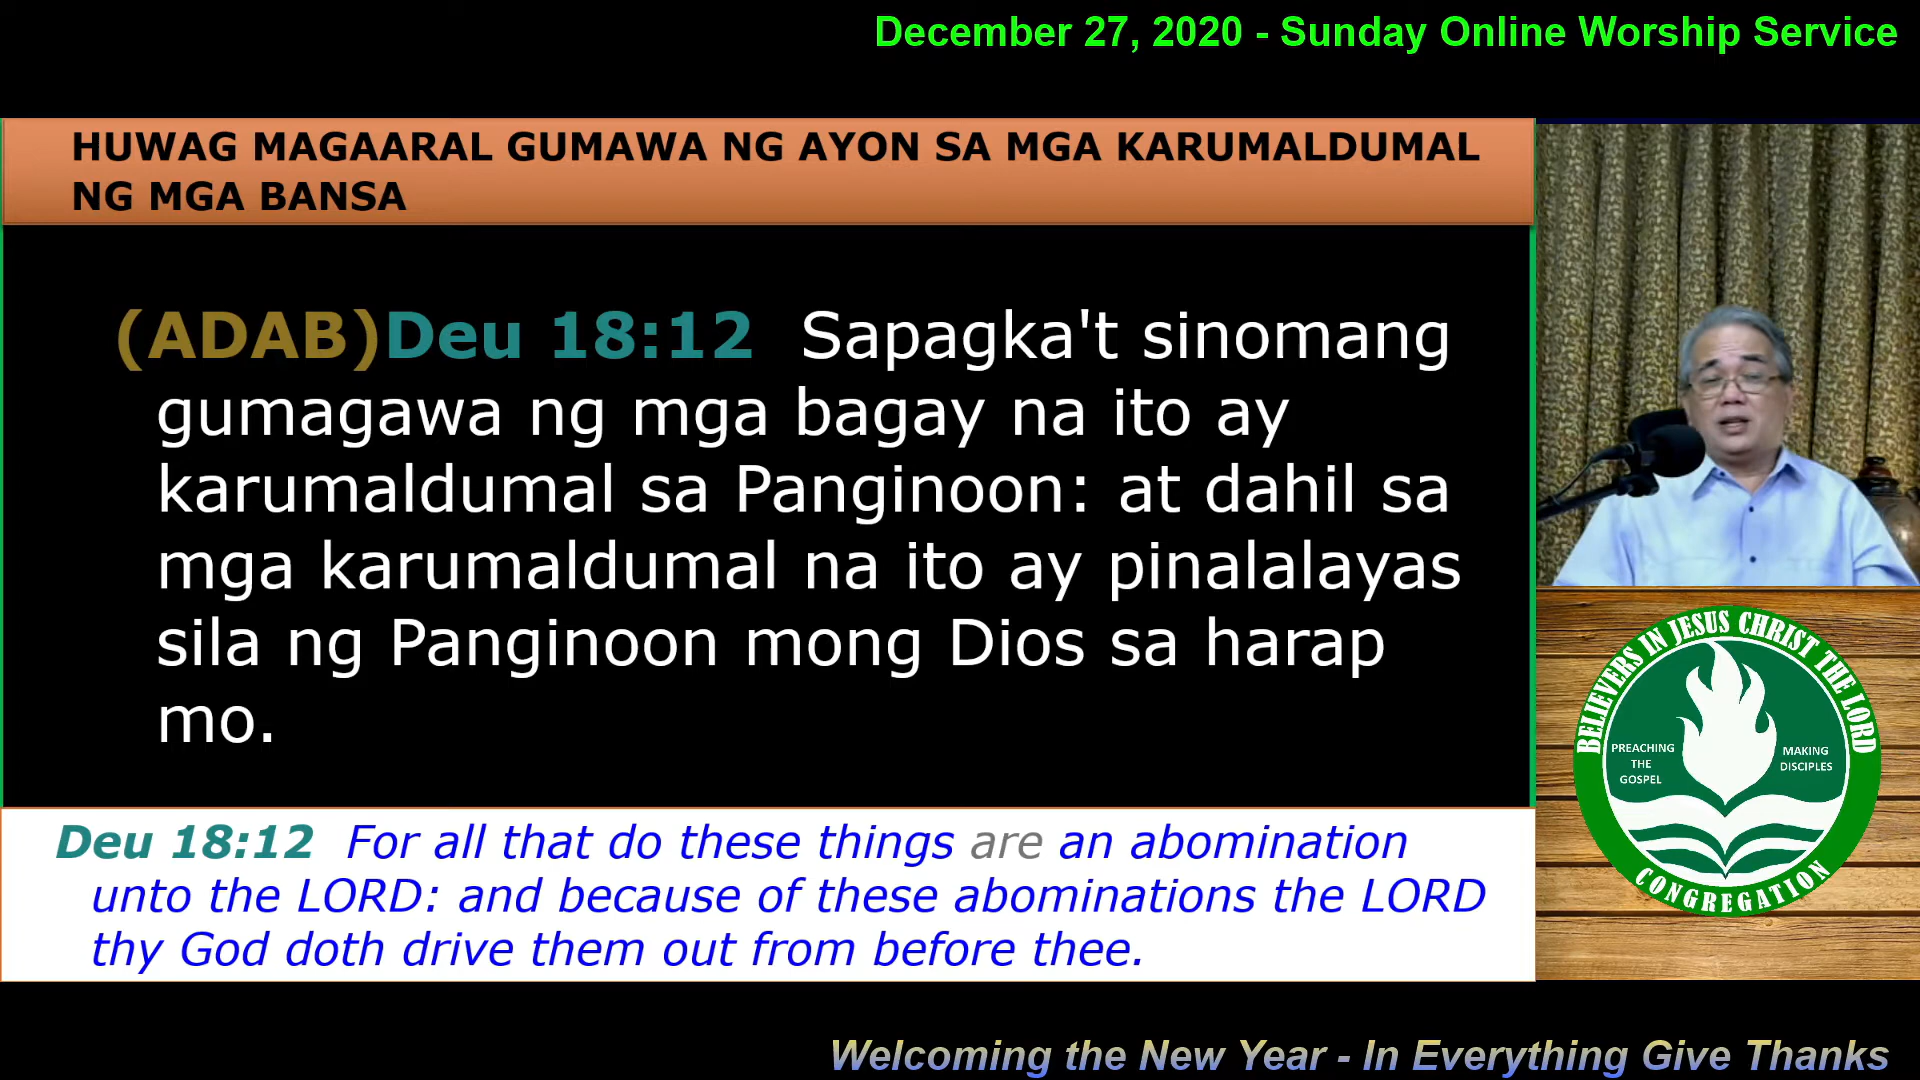 December 27, 2020 - Sunday Online Worship Service
HUWAG MAGAARAL GUMAWA NG AYON SA MGA KARUMALDUMAL
NG MGA BANSA
(ADAB)Deu 18:12 Sapagka't sinomang
gumagawa ng mga bagay na ito ay
karumaldumal sa Panginoon: at dahil sa
mga karumaldumal na ito ay pinalalayas
sila ng Panginoon mong Dios sa harap
mo.
Deu 18:12 For all that do these things are an abomination
unto the LORD: and because of these abominations the LORD
thy God doth drive them out from before thee.
BELIEVERS IN JESUS CHRIST THE LORD
PREACHING
THE
GOSPEL
MAKING
DISCIPLES
CONGREGATION
Welcoming the New Year - In Everything Give Thanks